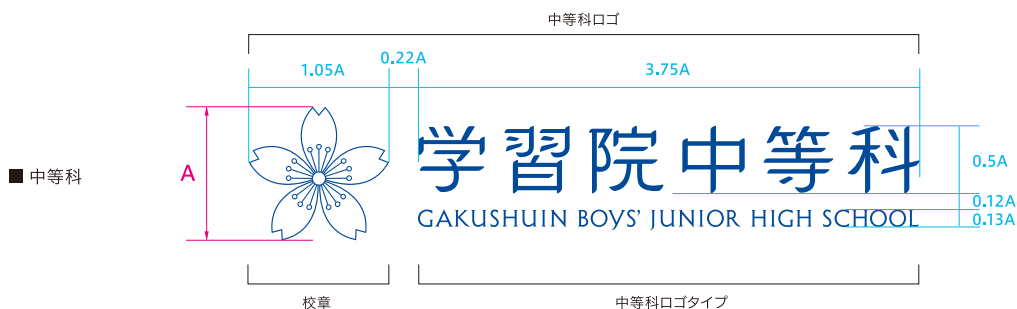 中等科ロゴ
1.05A
0.22A
3.75A
■ 中等科
A
学習院中等科
GAKUSHUIN BOYS' JUNIOR HIGH SCHOOL
0.5A
0.12A
0.13A
校章
中等科ロゴタイプ